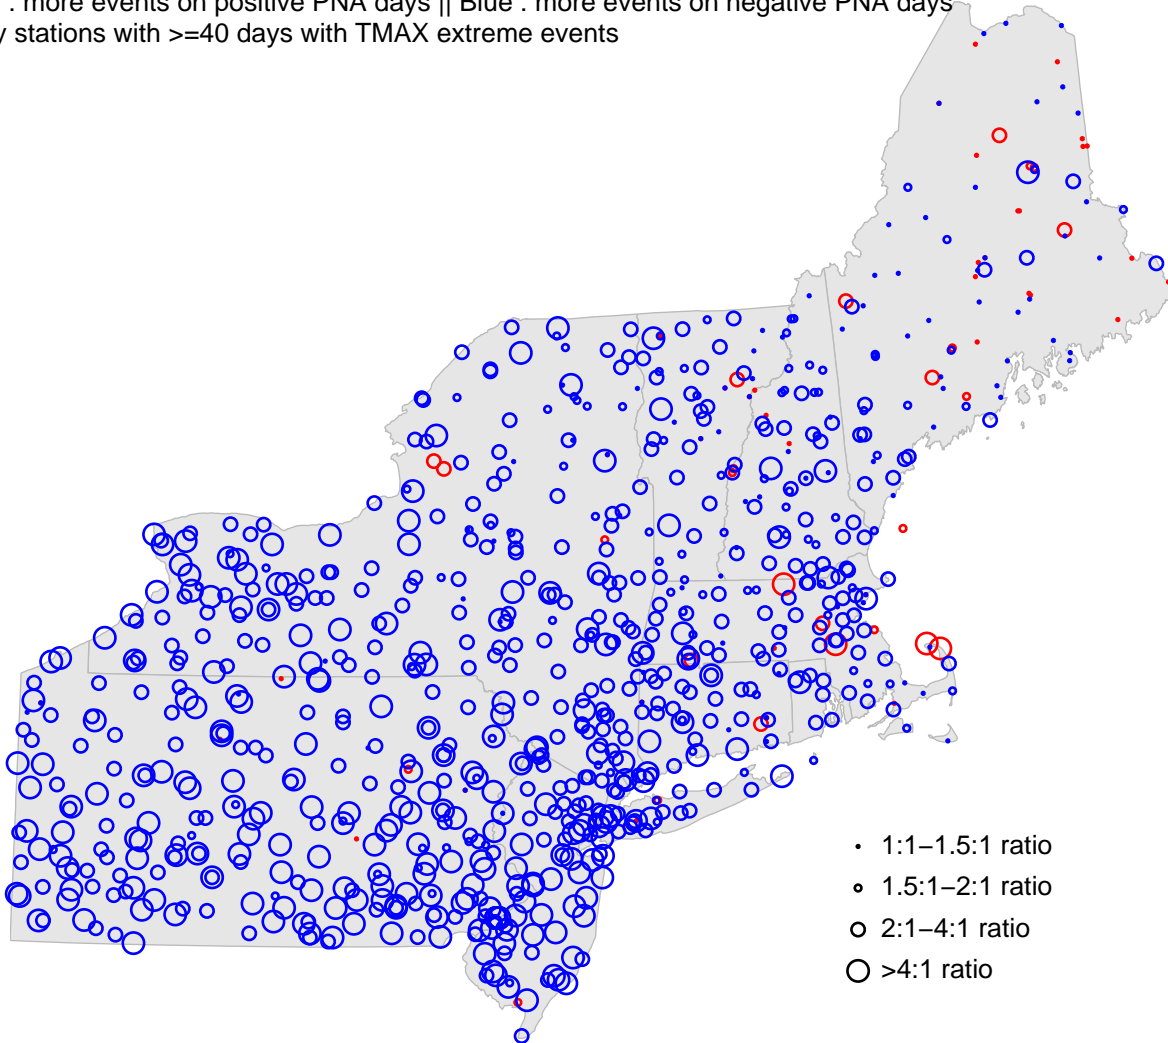 : more events on positive PNA days || Blue : more events on negative PNA days
stations with >=40 days with TMAX extreme events
1:1–1.5:1 ratio
1.5:1–2:1 ratio
2:1–4:1 ratio
>4:1 ratio